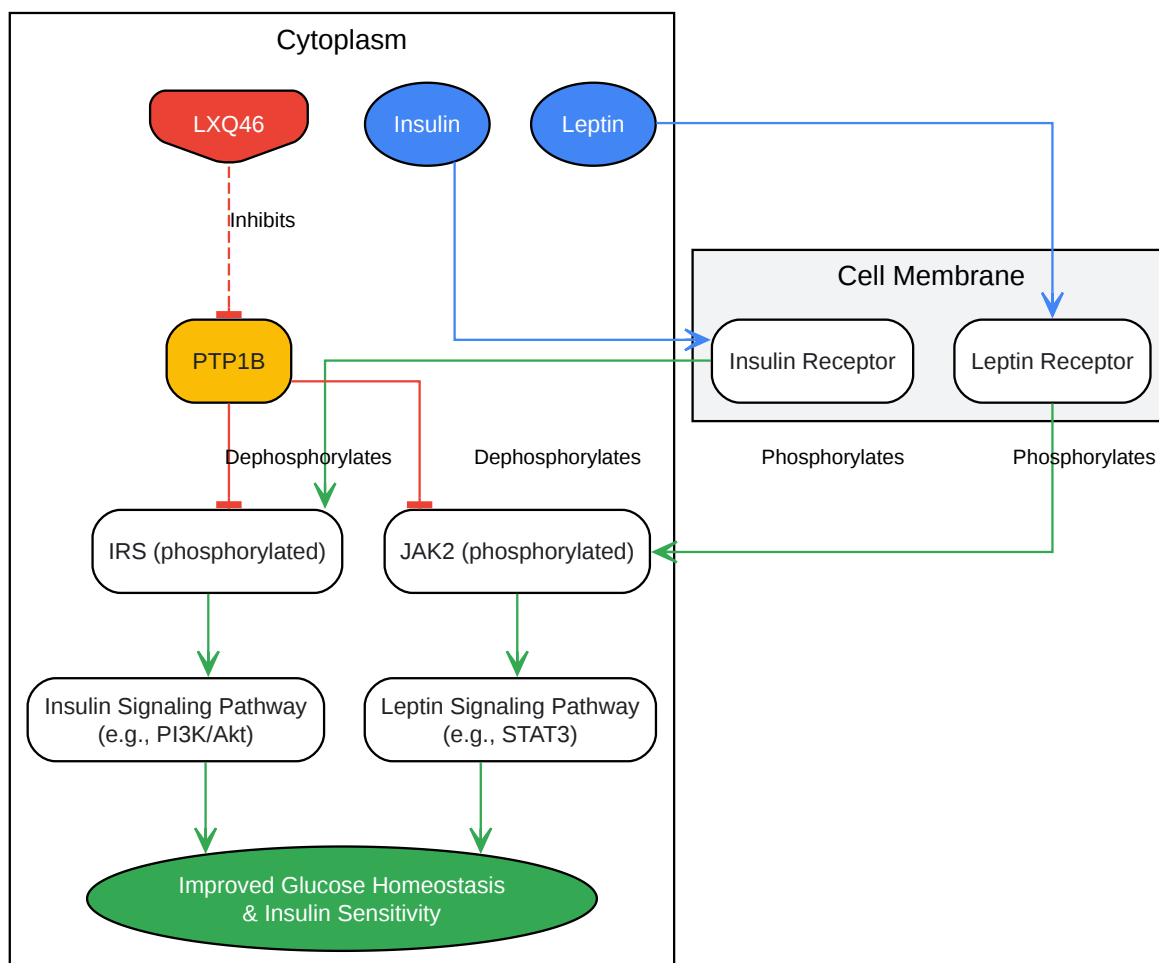 Cytoplasm
LXQ46
Insulin
Leptin
Inhibits
Cell Membrane
PTP1B
Insulin Receptor
Leptin Receptor
Dephosphorylates
Dephosphorylates
Phosphorylates
Phosphorylates
IRS (phosphorylated)
JAK2 (phosphorylated)
Insulin Signaling Pathway
(e.g., PI3K/Akt)
Leptin Signaling Pathway
(e.g., STAT3)
Improved Glucose Homeostasis
& Insulin Sensitivity